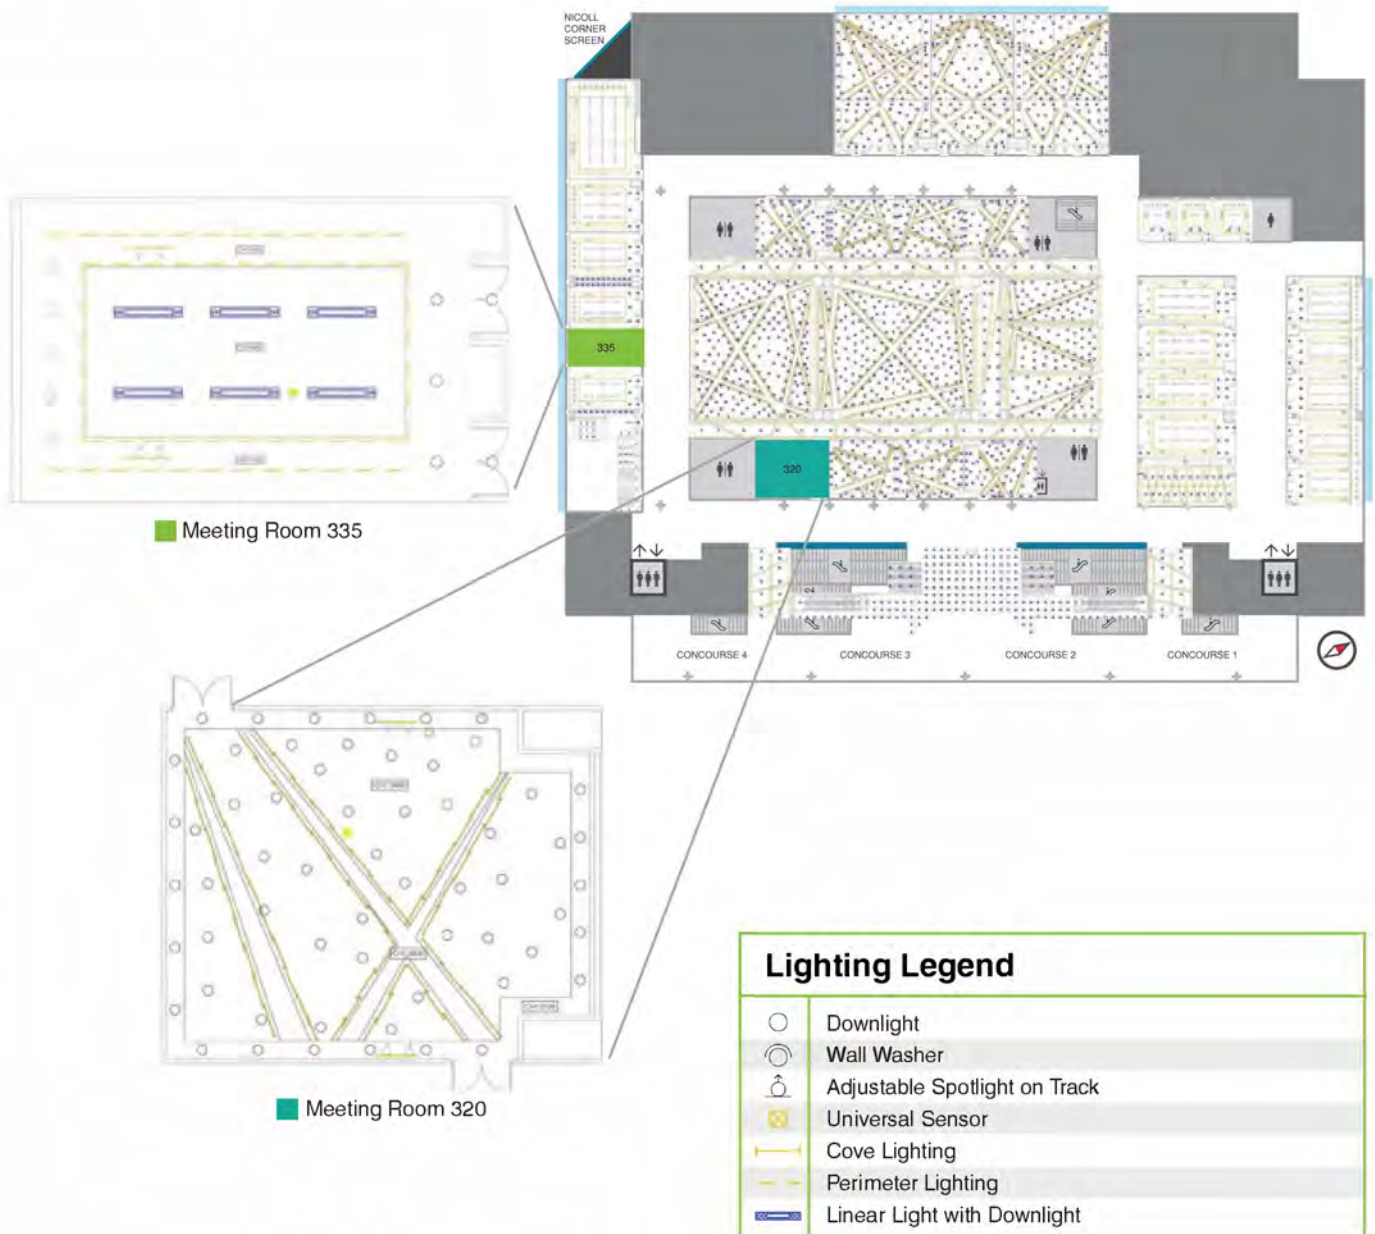 NICOLL
CORNER
SCREEN
335
320
Meeting Room 335
CONCOURSE 4
CONCOURSE 3
CONCOURSE 2
CONCOURSE 1
Meeting Room 320
Lighting Legend
Downlight
Wall Washer
Adjustable Spotlight on Track
Universal Sensor
Cove Lighting
Perimeter Lighting
Linear Light with Downlight